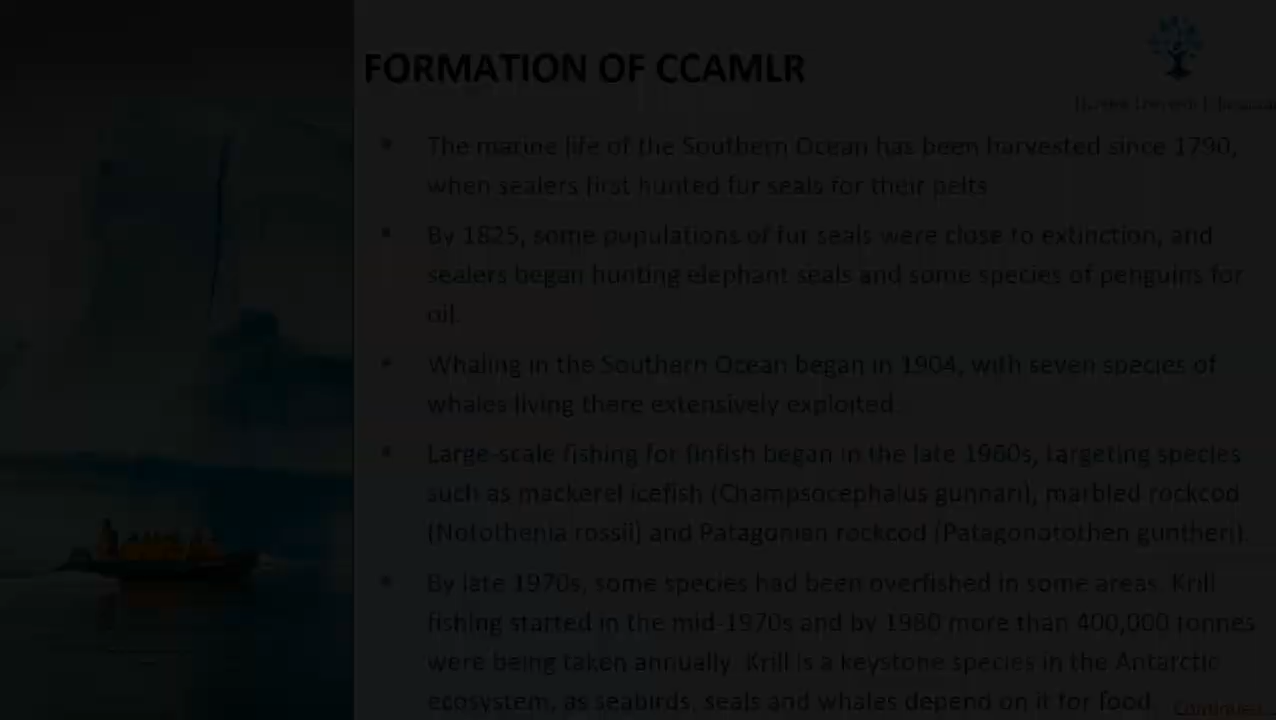 FORMATION OF CCAMLR
• The marine life of the Southern Ocean has been harvested since 1790,
when sealers first hunted fur seals for their pelts.
• By 1825, some populations of fur seals were close to extinction, and
sealers began hunting elephant seals and some species of penguins for
oil.
• Whaling in the Southern Ocean began in 1904, with seven species of
whales living there extensively exploited.
• Large-scale fishing for finfish began in the late 1960s, targeting species
such as mackerel icefish (Champsocephalus gunnari), marbled rockcod
(Notothenia rossii) and Patagonian rockcod (Patagonotothen guntheri).
• By late 1970s, some species had been overfished in some areas. Krill
fishing started in the mid-1970s and by 1980 more than 400,000 tonnes
were being taken annually. Krill is a keystone species in the Antarctic
ecosystem, as seabirds, seals and whales depend on it for food.
Continues...